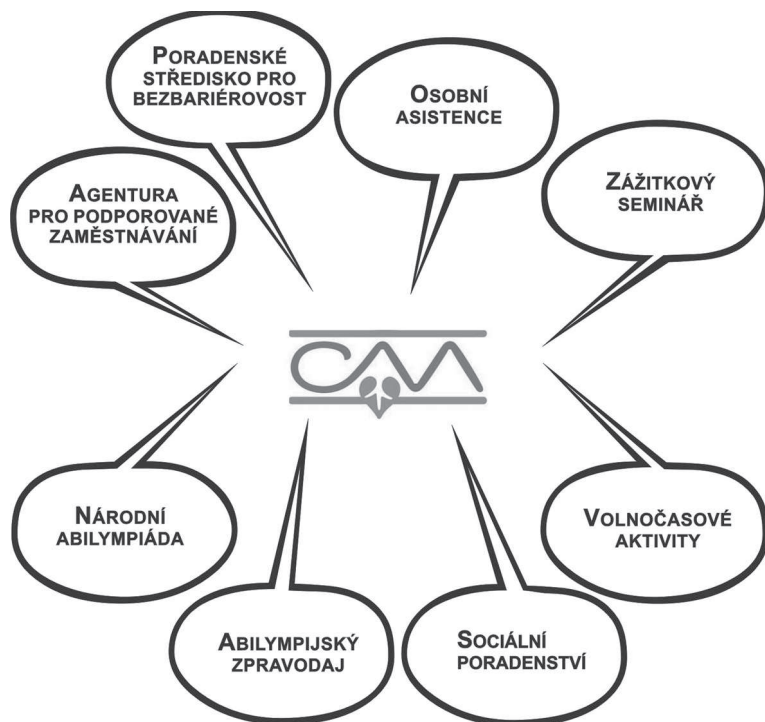 PORADENSKÉ
STŘEDISKO PRO
BEZBARIÉROVOST
OSOBNÍ
ASISTENCE
ZÁŽITKOVÝ
SEMINÁŘ
AGENTURA
PRO PODPOROVANÉ
ZAMĚSTNÁVÁNÍ
CAA
NÁRODNÍ
ABILYMPIÁDA
VOLNOČASOVÉ
AKTIVITY
ABILYMPIJSKÝ
ZPRAVODAJ
SOCIÁLNÍ
PORADENSTVÍ